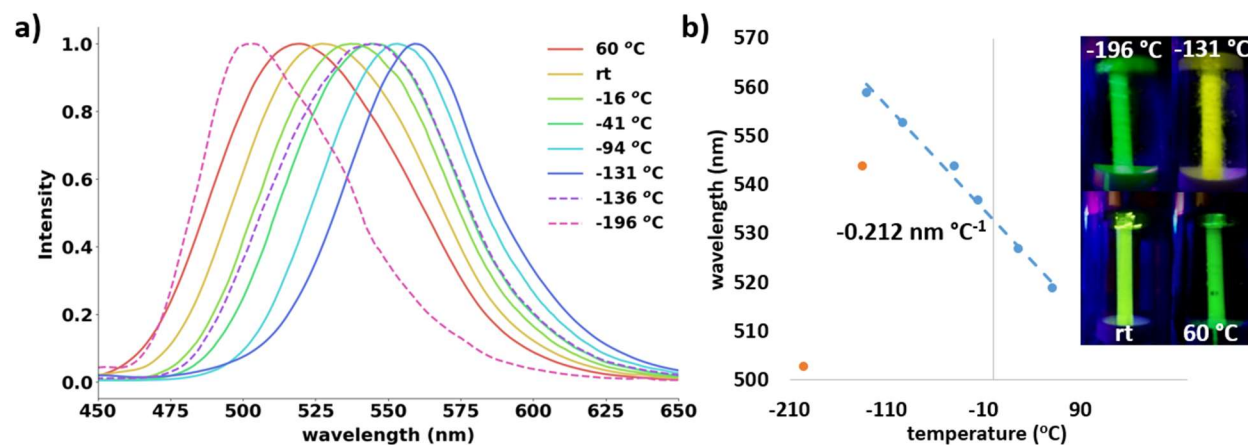 a)
Intensity
1.0
0.8
0.6
0.4
0.2
0.0
450 475 500 525 550 575 600 625 650
wavelength (nm)
60 °C
rt
-16 °C
-41 °C
-94 °C
-131 °C
-136 °C
-196 °C
b)
wavelength (nm)
570
560
550
540
530
520
510
500
-210 -110 -10 90
temperature (°C)
-0.212 nm °C⁻¹
-196 °C -131 °C
rt 60 °C